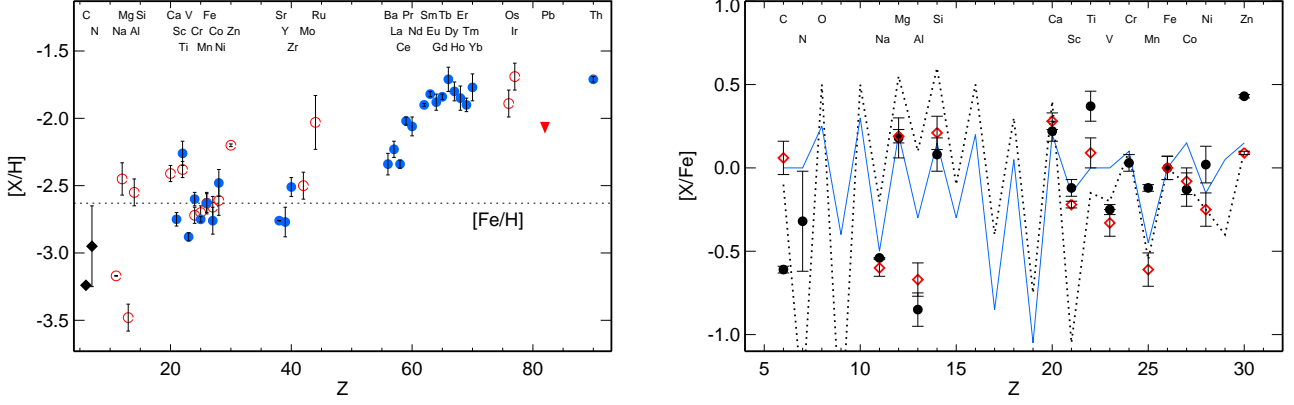 C Mg Si Ca V Fe Sr Ru Ba Pr Sm Tb Er Os Pb Th
N Na Al Sc Cr Co Zn Y Mo La Nd Eu Dy Tm Ir
Ti Mn Ni Zr Ce Gd Ho Yb
-1.5
-2.0
-2.5
-3.0
-3.5
[X/H]
[Fe/H]
20 40 60 80
Z
C O Mg Si Ca Ti Cr Fe Ni Zn
N Na Al Sc V Mn Co
1.0
0.5
0.0
-0.5
-1.0
[X/Fe]
5 10 15 20 25 30
Z